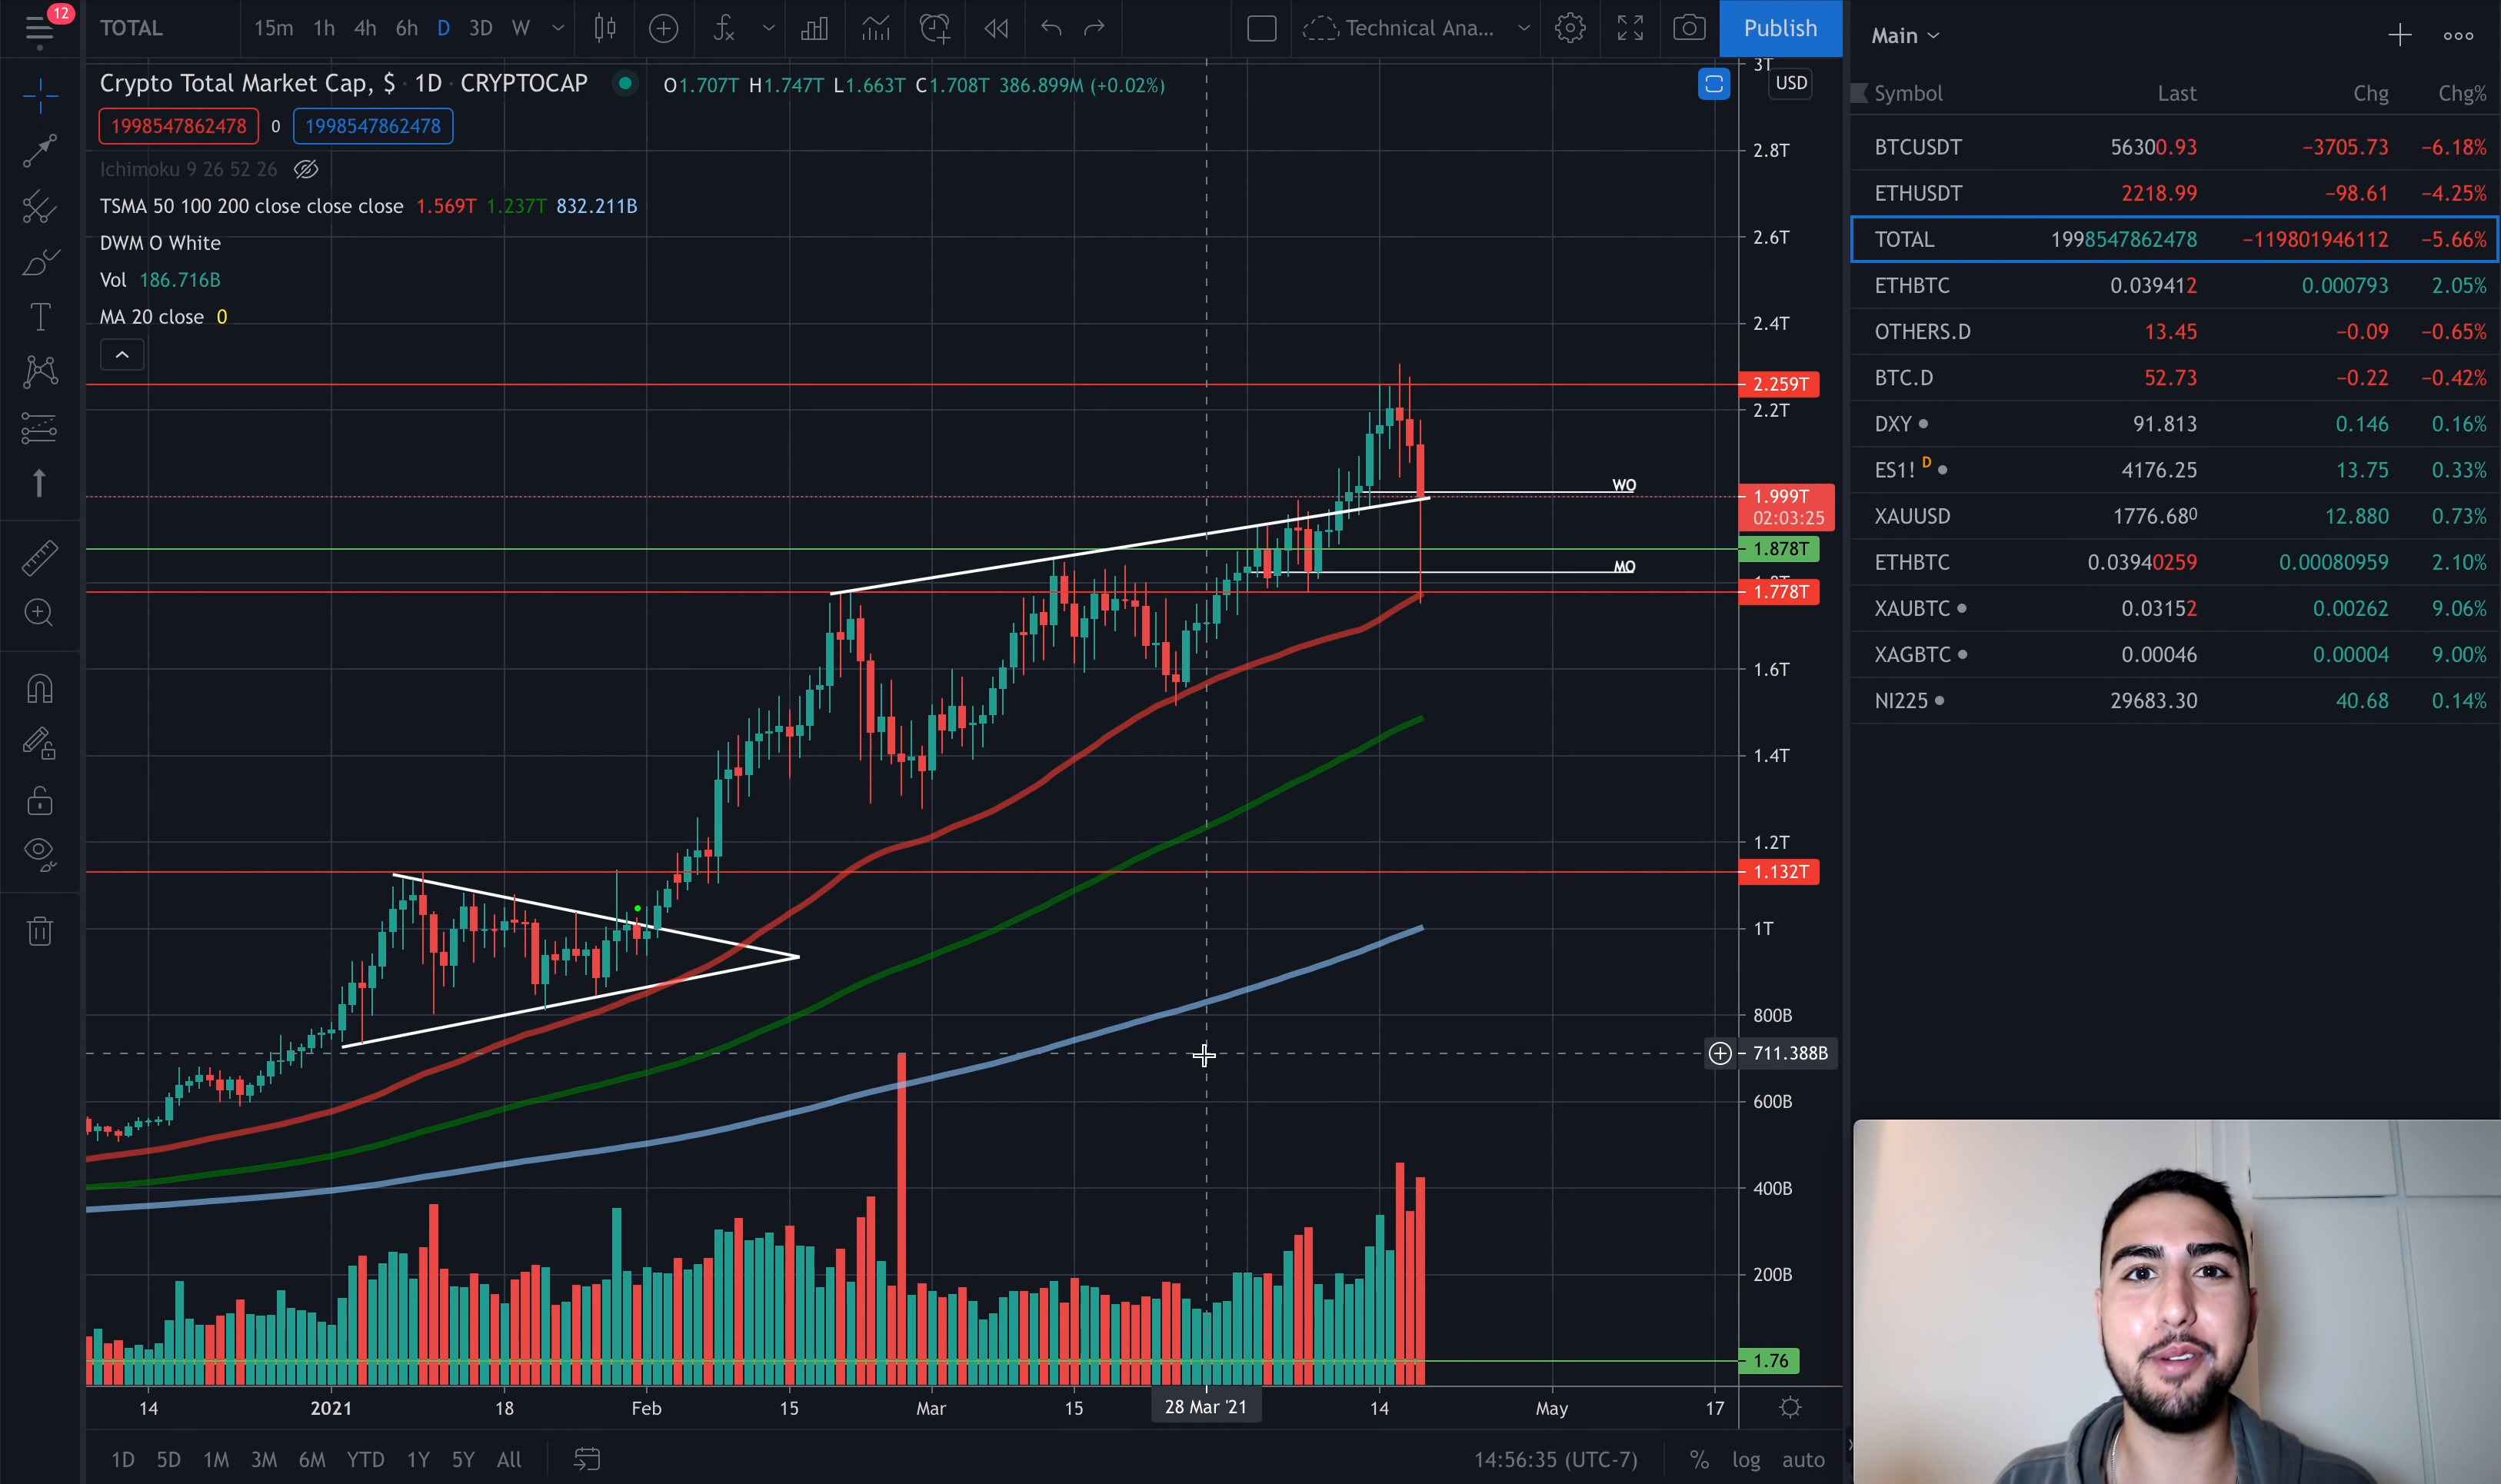 12
TOTAL 15m 1h 4h 6h D 3D W Technical Ana... Publish
Crypto Total Market Cap, $ · 1D · CRYPTOCAP O1.707T H1.747T L1.663T C1.708T 386.899M (+0.02%)
1998547862478 0 1998547862478
Ichimoku 9 26 52 26
TSMA 50 100 200 close close close 1.569T 1.237T 832.211B
DWM O White
Vol 186.716B
MA 20 close 0
USD
3T
2.8T
2.6T
2.4T
2.259T
2.2T
WO
1.999T
02:03:25
1.878T
MO
1.778T
1.6T
1.4T
1.2T
1.132T
1T
800B
711.388B
600B
400B
200B
1.76
14 2021 18 Feb 15 Mar 15 28 Mar '21 14 May 17
1D 5D 1M 3M 6M YTD 1Y 5Y All 14:56:35 (UTC-7) % log auto
Main
Symbol Last Chg Chg%
BTCUSDT 56300.93 −3705.73 −6.18%
ETHUSDT 2218.99 −98.61 −4.25%
TOTAL 1998547862478 −119801946112 −5.66%
ETHBTC 0.039412 0.000793 2.05%
OTHERS.D 13.45 −0.09 −0.65%
BTC.D 52.73 −0.22 −0.42%
DXY 91.813 0.146 0.16%
ES1! D 4176.25 13.75 0.33%
XAUUSD 1776.680 12.880 0.73%
ETHBTC 0.03940259 0.00080959 2.10%
XAUBTC 0.03152 0.00262 9.06%
XAGBTC 0.00046 0.00004 9.00%
NI225 29683.30 40.68 0.14%